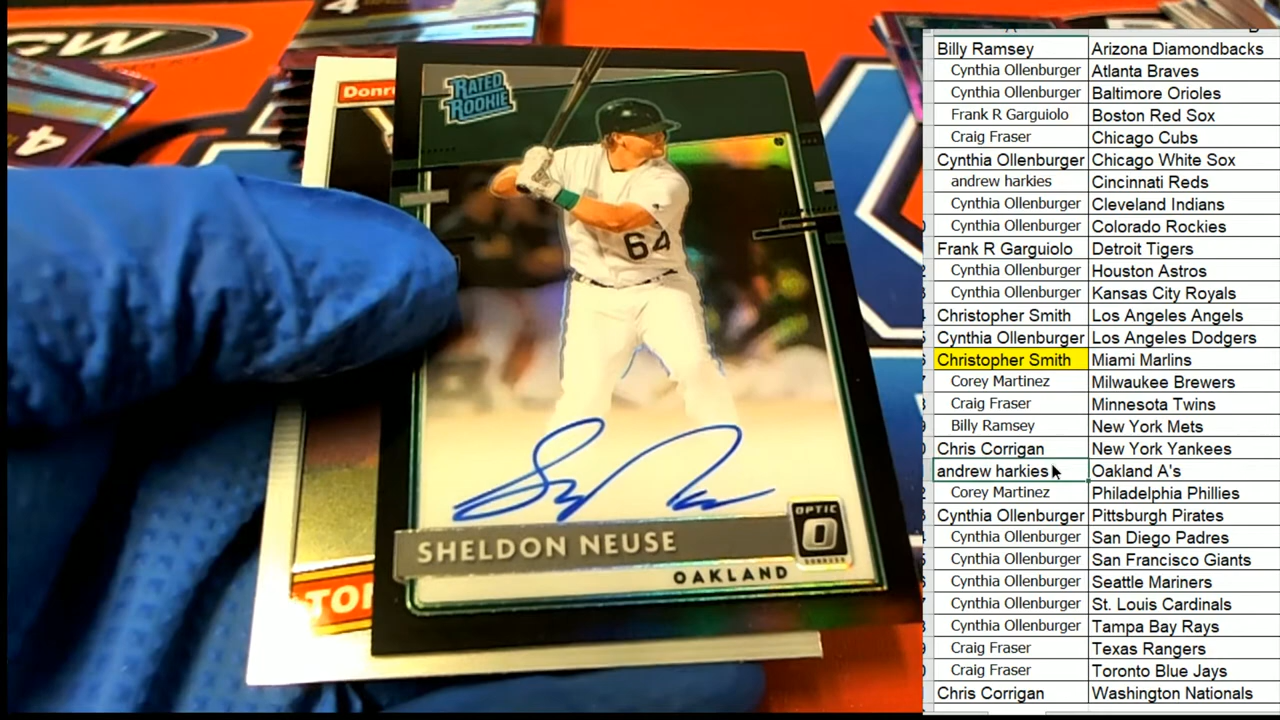 CW
4
4
Donr
RATED
ROOKIE
64
OPTIC
O
DONRUSS
SHELDON NEUSE
OAKLAND
TO
Billy Ramsey Arizona Diamondbacks
Cynthia Ollenburger Atlanta Braves
Cynthia Ollenburger Baltimore Orioles
Frank R Garguiolo Boston Red Sox
Craig Fraser Chicago Cubs
Cynthia Ollenburger Chicago White Sox
andrew harkies Cincinnati Reds
Cynthia Ollenburger Cleveland Indians
Cynthia Ollenburger Colorado Rockies
Frank R Garguiolo Detroit Tigers
Cynthia Ollenburger Houston Astros
Cynthia Ollenburger Kansas City Royals
Christopher Smith Los Angeles Angels
Cynthia Ollenburger Los Angeles Dodgers
Christopher Smith Miami Marlins
Corey Martinez Milwaukee Brewers
Craig Fraser Minnesota Twins
Billy Ramsey New York Mets
Chris Corrigan New York Yankees
andrew harkies Oakland A's
Corey Martinez Philadelphia Phillies
Cynthia Ollenburger Pittsburgh Pirates
Cynthia Ollenburger San Diego Padres
Cynthia Ollenburger San Francisco Giants
Cynthia Ollenburger Seattle Mariners
Cynthia Ollenburger St. Louis Cardinals
Cynthia Ollenburger Tampa Bay Rays
Craig Fraser Texas Rangers
Craig Fraser Toronto Blue Jays
Chris Corrigan Washington Nationals